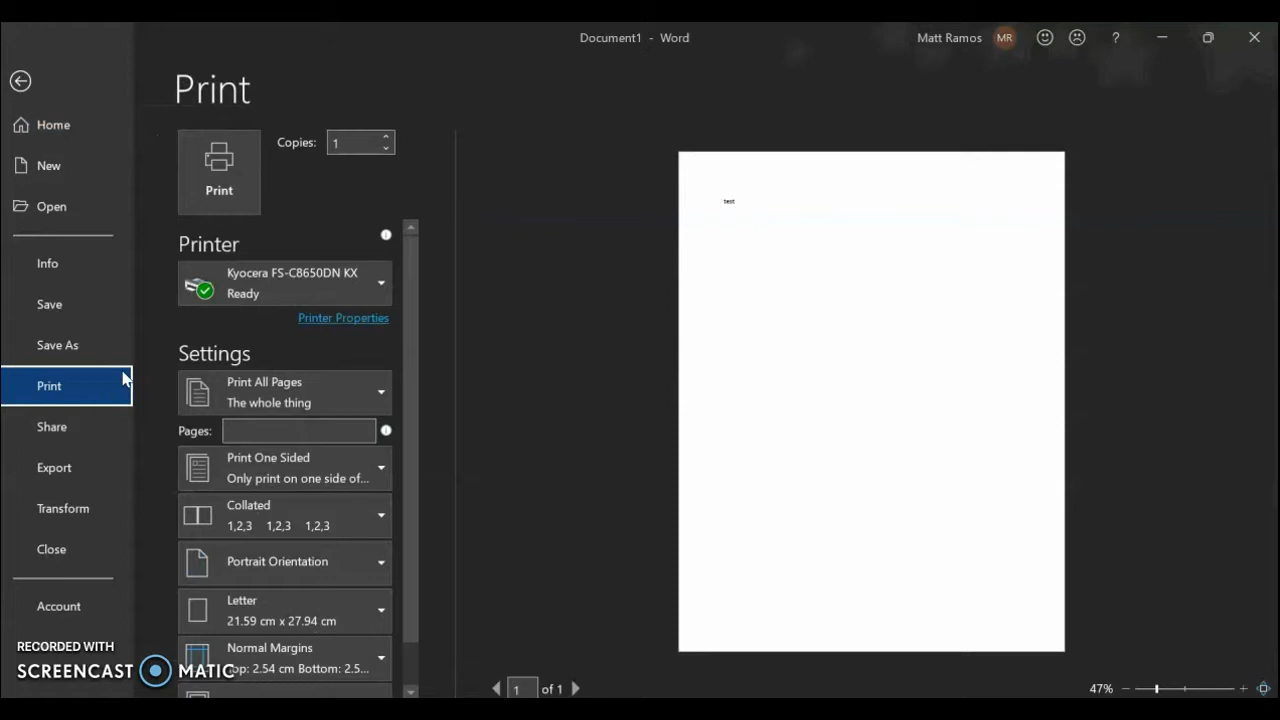 Document1 - Word
Matt Ramos MR
?
Home
New
Open
Info
Save
Save As
Print
Share
Export
Transform
Close
Account
RECORDED WITH
SCREENCAST MATIC
Print
Print
Copies: 1
Printer
Kyocera FS-C8650DN KX
Ready
Printer Properties
Settings
Print All Pages
The whole thing
Pages:
Print One Sided
Only print on one side of...
Collated
1,2,3 1,2,3 1,2,3
Portrait Orientation
Letter
21.59 cm x 27.94 cm
Normal Margins
Top: 2.54 cm Bottom: 2.5...
test
1 of 1
47%